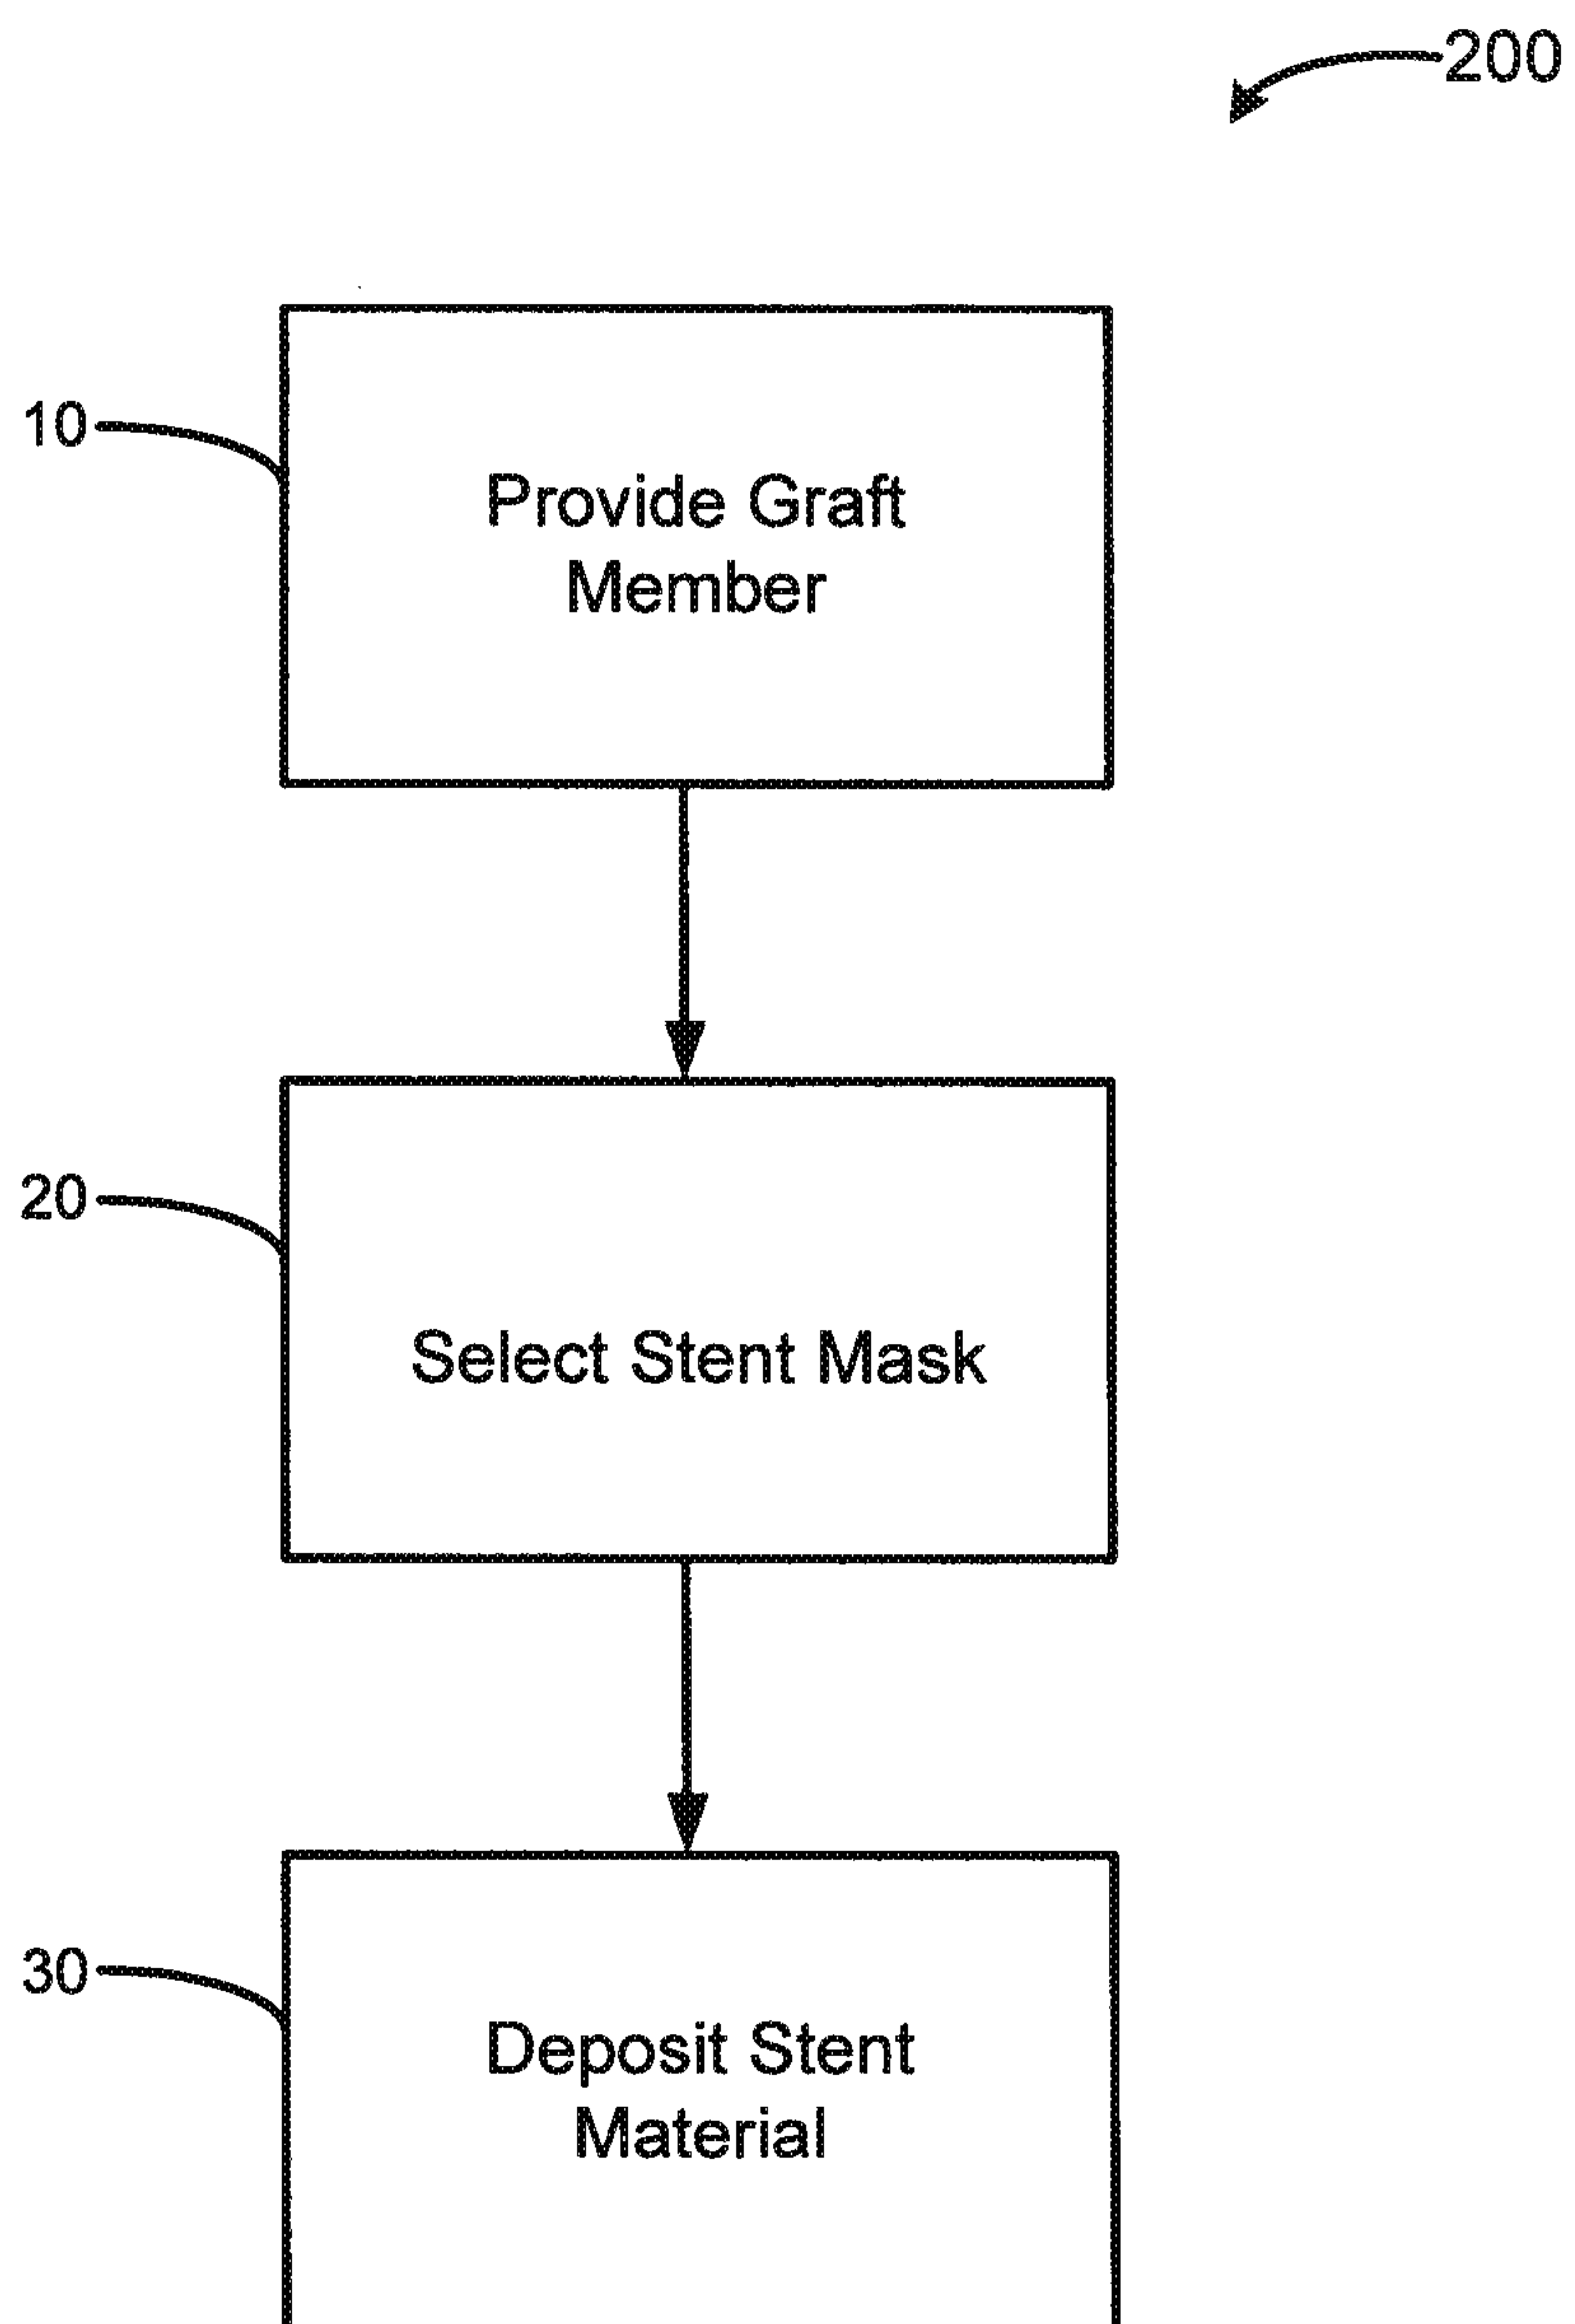 200
10
Provide Graft
Member
20
Select Stent Mask
30
Deposit Stent
Material